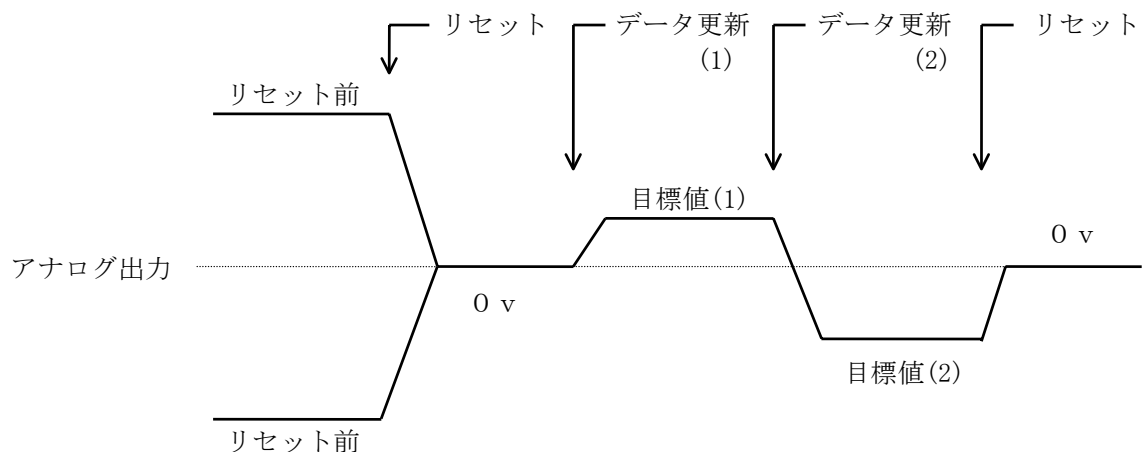 リセット
データ更新
(1)
データ更新
(2)
リセット
リセット前
目標値(1)
アナログ出力
０ｖ
０ｖ
目標値(2)
リセット前